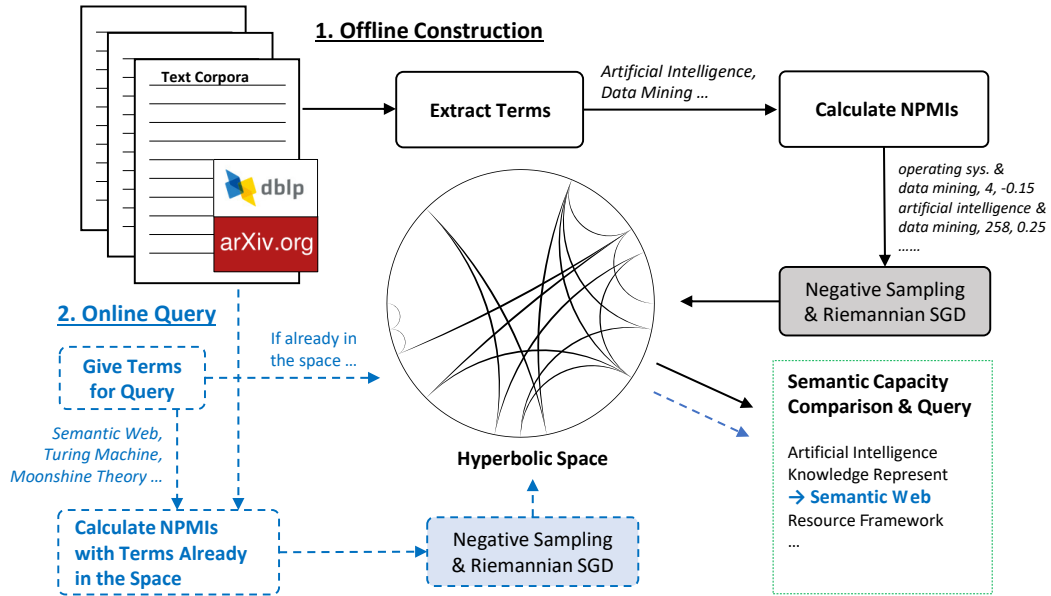 1. Offline Construction
Text Corpora
dblp
arXiv.org
Extract Terms
Artificial Intelligence,
Data Mining ...
Calculate NPMIs
operating sys. &
data mining, 4, -0.15
artificial intelligence &
data mining, 258, 0.25
......
Negative Sampling
& Riemannian SGD
Hyperbolic Space
2. Online Query
Give Terms
for Query
If already in
the space ...
Semantic Web,
Turing Machine,
Moonshine Theory ...
Calculate NPMIs
with Terms Already
in the Space
Negative Sampling
& Riemannian SGD
Semantic Capacity
Comparison & Query
Artificial Intelligence
Knowledge Represent
→ Semantic Web
Resource Framework
...